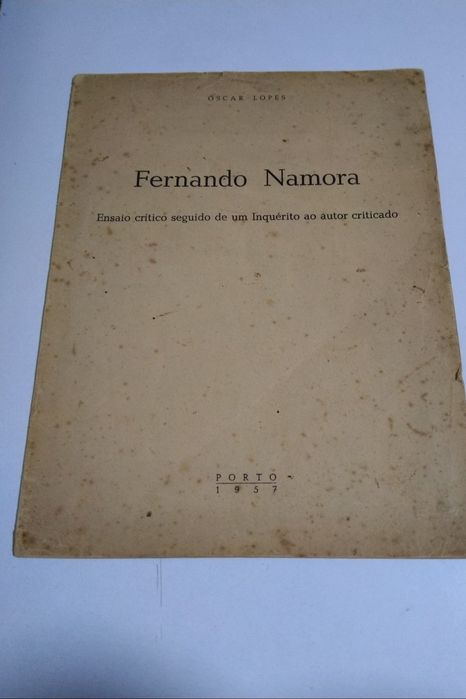 ÓSCAR LOPES
Fernando Namora
Ensaio crítico seguido de um Inquérito ao autor criticado
PORTO
1957